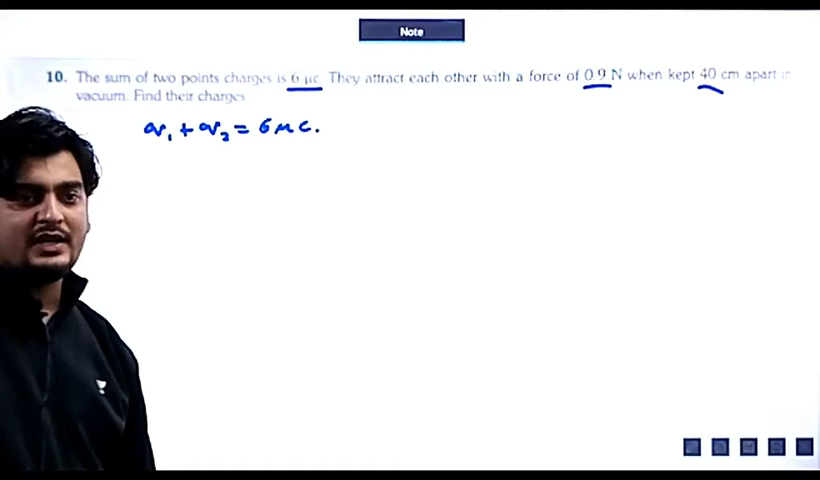 Note
10. The sum of two points charges is 6 μc. They attract each other with a force of 0.9 N when kept 40 cm apart in
vacuum. Find their charges
q₁ + q₂ = 6 μ c.